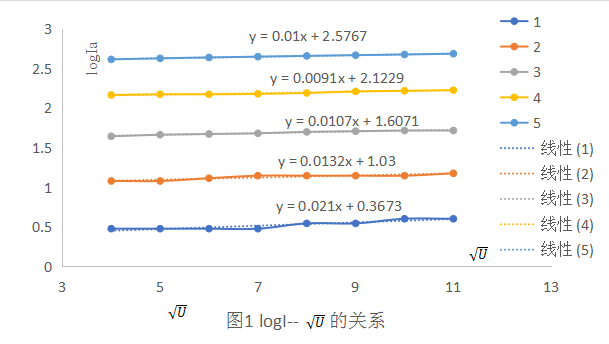 3
2.5
2
1.5
1
0.5
0
logIa
y = 0.01x + 2.5767
y = 0.0091x + 2.1229
y = 0.0107x + 1.6071
y = 0.0132x + 1.03
y = 0.021x + 0.3673
√U
3 5 7 9 11 13
√U
图1 logI-- √U 的关系
1
2
3
4
5
线性 (1)
线性 (2)
线性 (3)
线性 (4)
线性 (5)